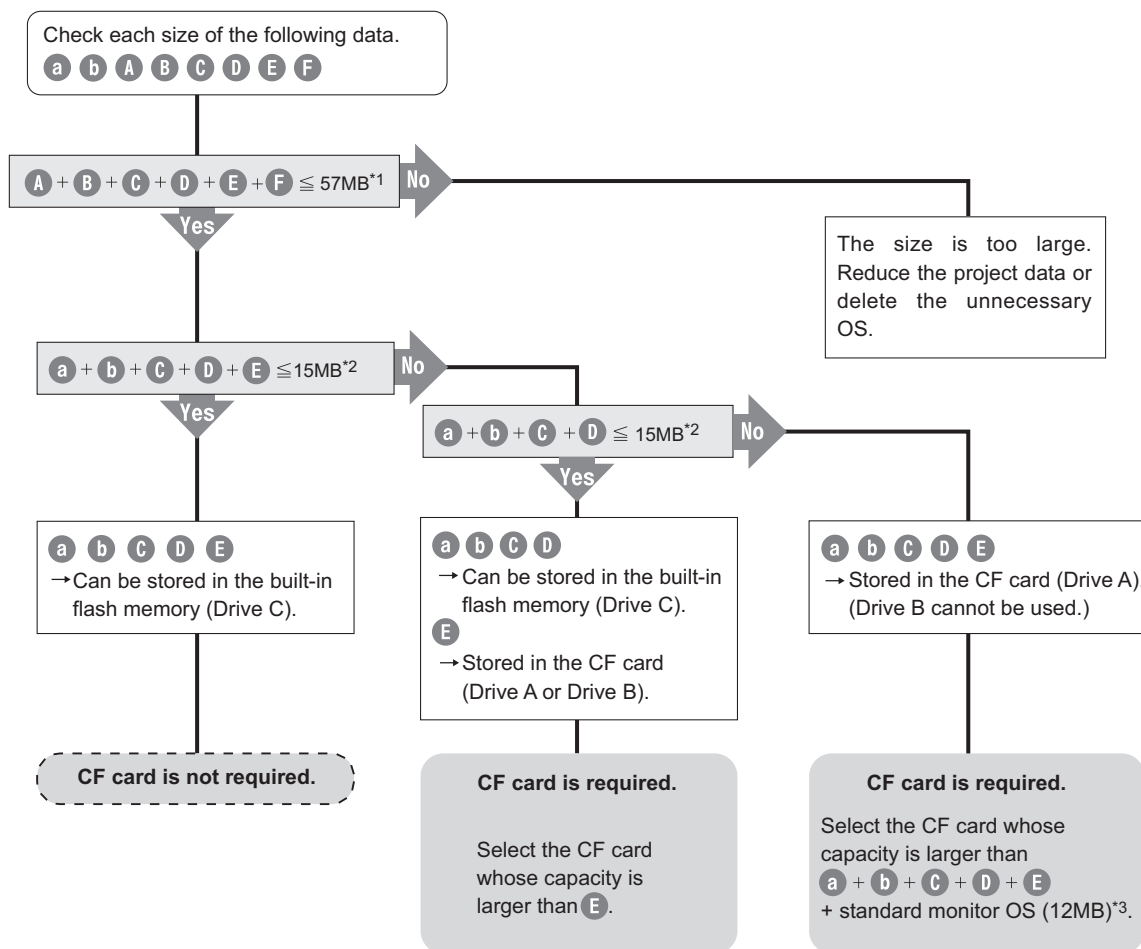 Check each size of the following data.
a b A B C D E F
A + B + C + D + E + F ≦ 57MB*1
No
Yes
The size is too large.
Reduce the project data or
delete the unnecessary
OS.
a + b + C + D + E ≦15MB*2
No
Yes
a + b + C + D ≦ 15MB*2
No
Yes
a b C D E
→ Can be stored in the built-in
flash memory (Drive C).
a b C D
→ Can be stored in the built-in
flash memory (Drive C).
E
→ Stored in the CF card
(Drive A or Drive B).
a b C D E
→ Stored in the CF card (Drive A).
(Drive B cannot be used.)
CF card is not required.
CF card is required.
Select the CF card
whose capacity is
larger than E.
CF card is required.
Select the CF card whose
capacity is larger than
a + b + C + D + E
+ standard monitor OS (12MB)*3.